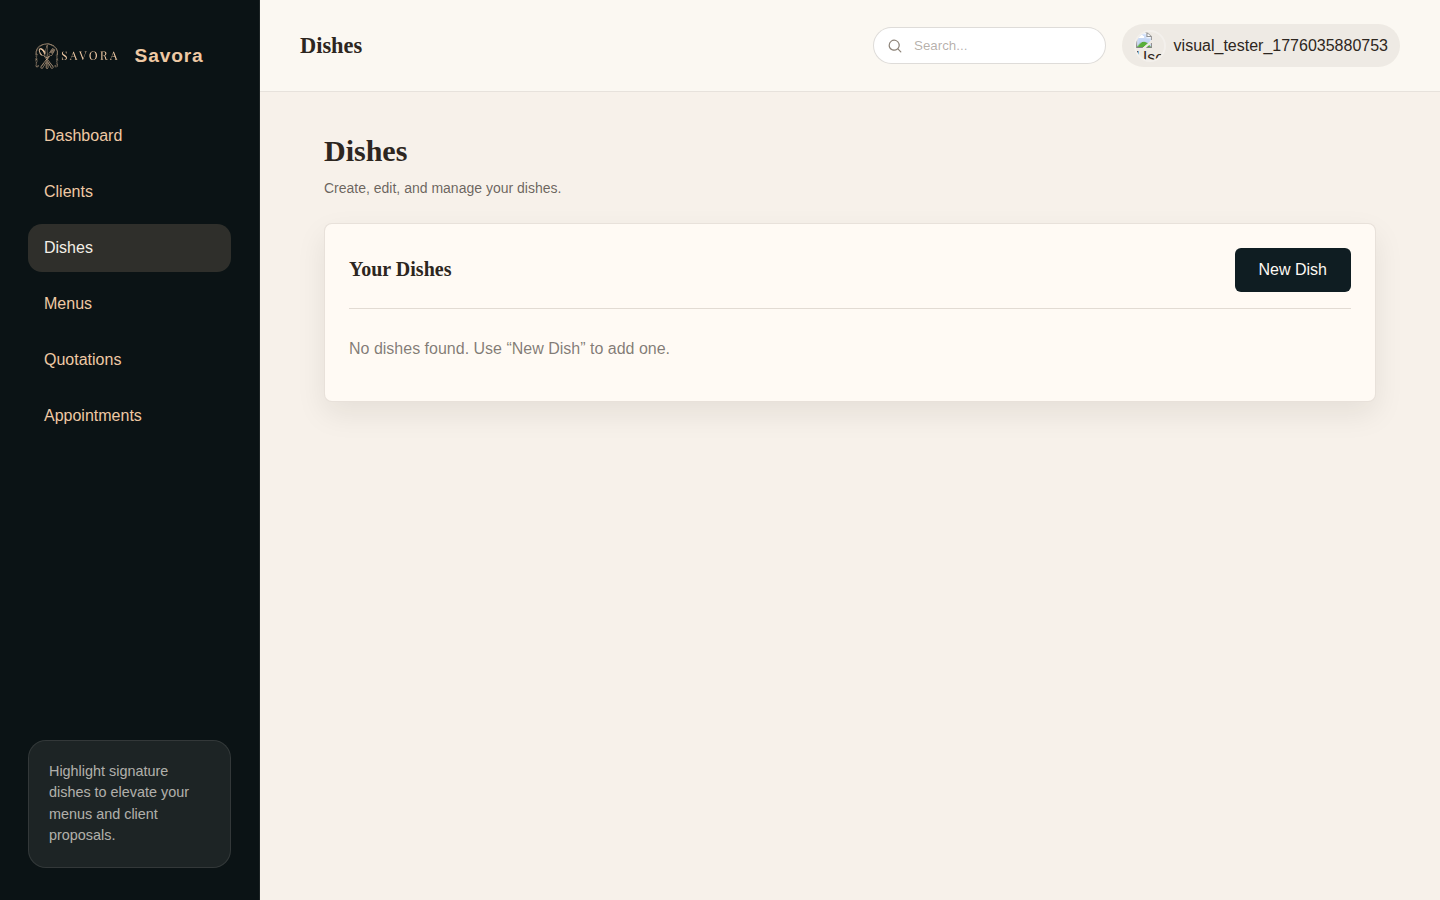 SAVORA Savora
Dashboard
Clients
Dishes
Menus
Quotations
Appointments
Highlight signature
dishes to elevate your
menus and client
proposals.
Dishes
Search...
visual_tester_1776035880753
Dishes
Create, edit, and manage your dishes.
Your Dishes
New Dish
No dishes found. Use “New Dish” to add one.